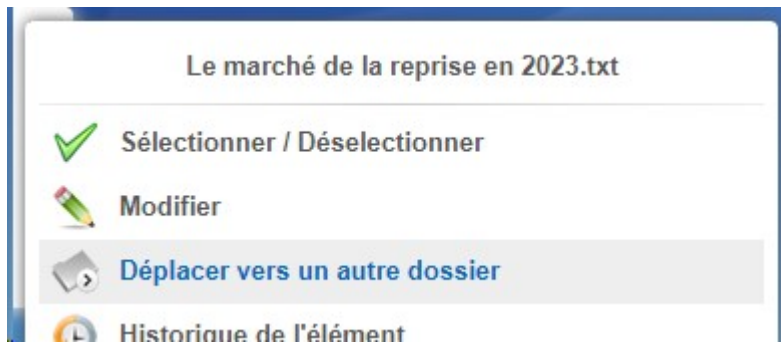 Le marché de la reprise en 2023.txt
Sélectionner / Déselectionner
Modifier
Déplacer vers un autre dossier
Historique de l'élément